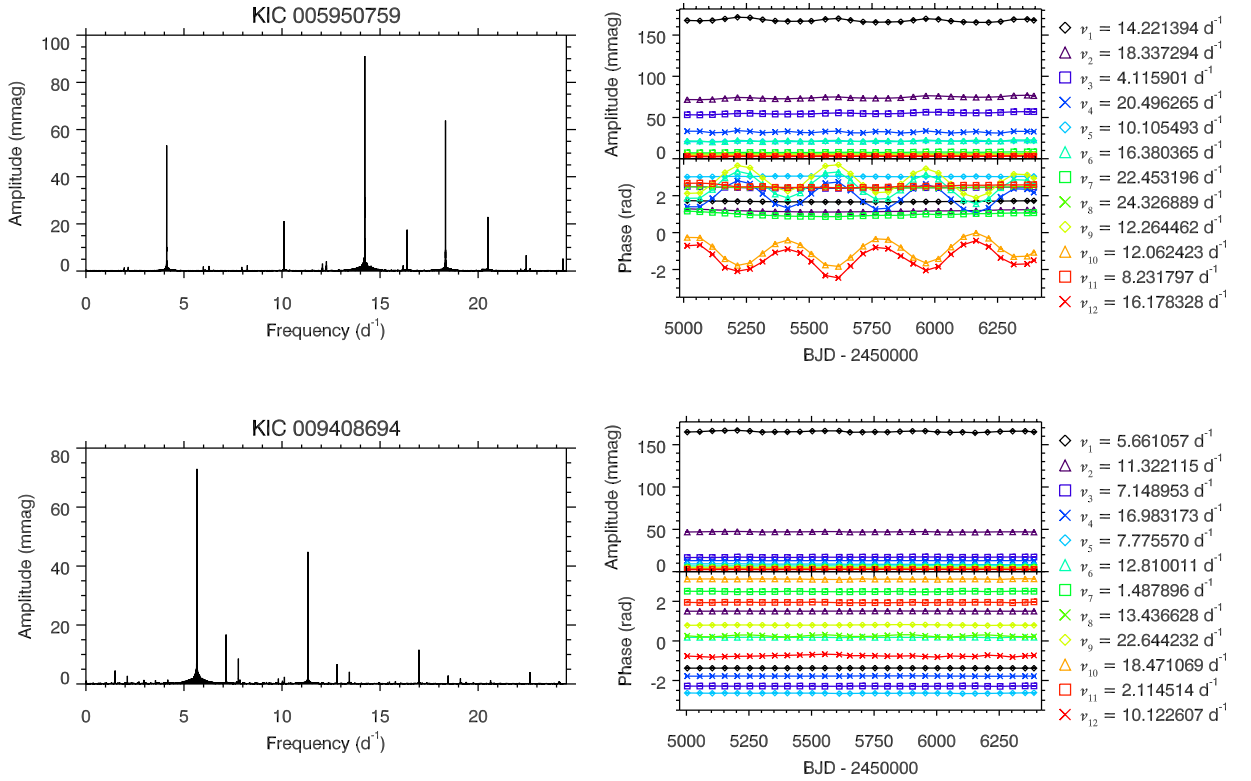 KIC 005950759
100
80
60
40
20
0
Amplitude (mmag)
0 5 10 15 20
Frequency (d⁻¹)
150
100
50
0
Amplitude (mmag)
2
0
-2
Phase (rad)
5000 5250 5500 5750 6000 6250
BJD - 2450000
ν₁ = 14.221394 d⁻¹
ν₂ = 18.337294 d⁻¹
ν₃ = 4.115901 d⁻¹
ν₄ = 20.496265 d⁻¹
ν₅ = 10.105493 d⁻¹
ν₆ = 16.380365 d⁻¹
ν₇ = 22.453196 d⁻¹
ν₈ = 24.326889 d⁻¹
ν₉ = 12.264462 d⁻¹
ν₁₀ = 12.062423 d⁻¹
ν₁₁ = 8.231797 d⁻¹
ν₁₂ = 16.178328 d⁻¹
KIC 009408694
80
60
40
20
0
Amplitude (mmag)
0 5 10 15 20
Frequency (d⁻¹)
150
100
50
0
Amplitude (mmag)
2
0
-2
Phase (rad)
5000 5250 5500 5750 6000 6250
BJD - 2450000
ν₁ = 5.661057 d⁻¹
ν₂ = 11.322115 d⁻¹
ν₃ = 7.148953 d⁻¹
ν₄ = 16.983173 d⁻¹
ν₅ = 7.775570 d⁻¹
ν₆ = 12.810011 d⁻¹
ν₇ = 1.487896 d⁻¹
ν₈ = 13.436628 d⁻¹
ν₉ = 22.644232 d⁻¹
ν₁₀ = 18.471069 d⁻¹
ν₁₁ = 2.114514 d⁻¹
ν₁₂ = 10.122607 d⁻¹